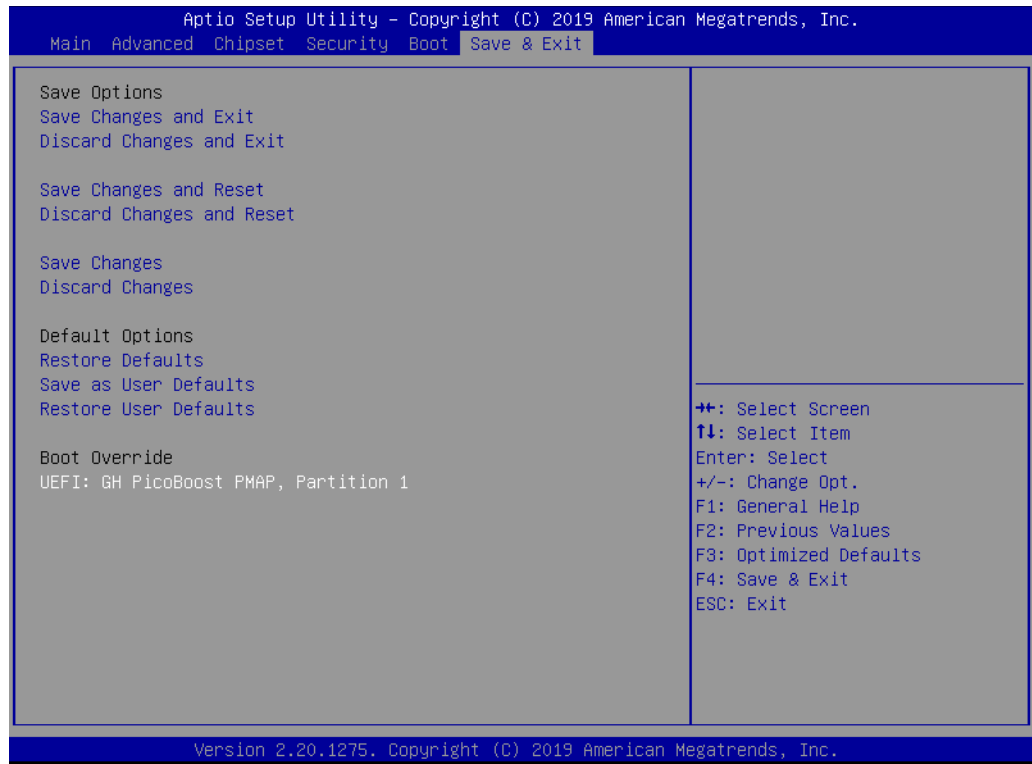 Aptio Setup Utility – Copyright (C) 2019 American Megatrends, Inc.
Main Advanced Chipset Security Boot Save & Exit
Save Options
Save Changes and Exit
Discard Changes and Exit
Save Changes and Reset
Discard Changes and Reset
Save Changes
Discard Changes
Default Options
Restore Defaults
Save as User Defaults
Restore User Defaults
Boot Override
UEFI: GH PicoBoost PMAP, Partition 1
→←: Select Screen
↑↓: Select Item
Enter: Select
+/-: Change Opt.
F1: General Help
F2: Previous Values
F3: Optimized Defaults
F4: Save & Exit
ESC: Exit
Version 2.20.1275. Copyright (C) 2019 American Megatrends, Inc.